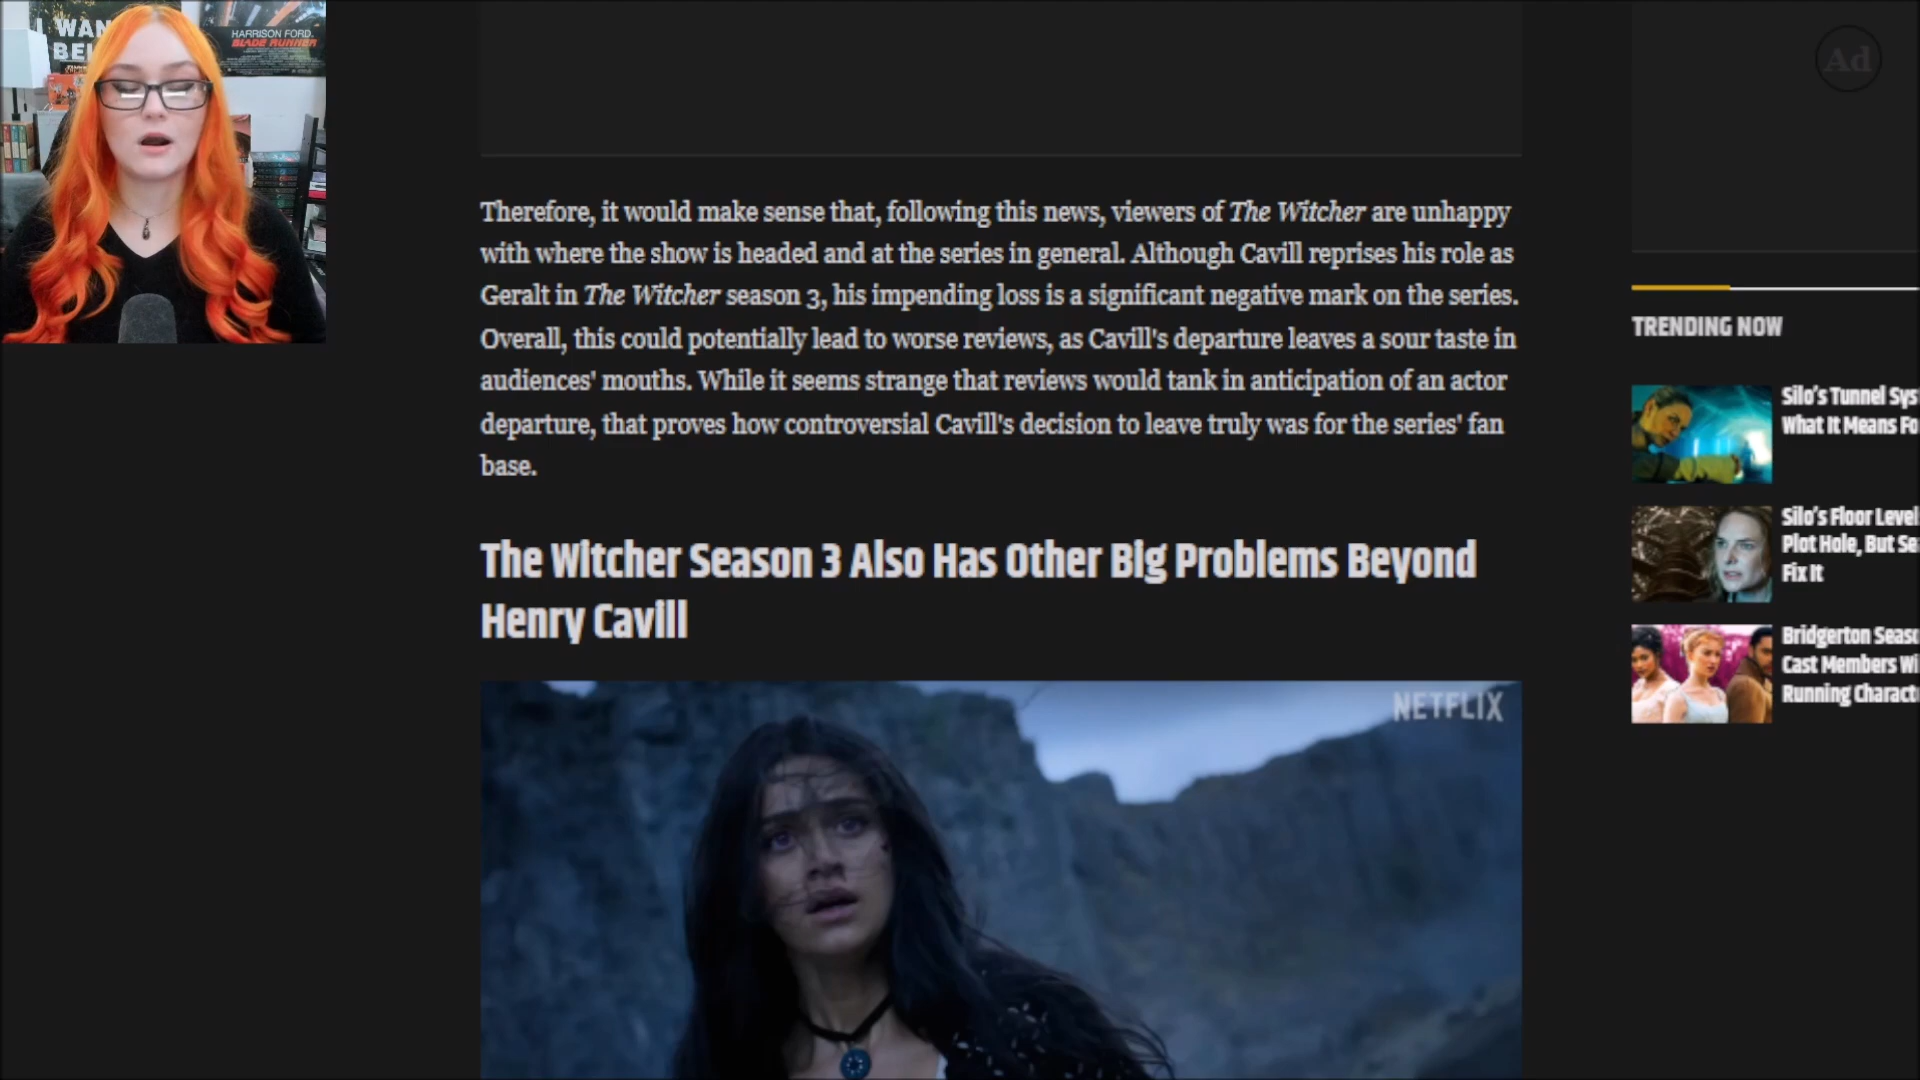 I WAN
BEL
HARRISON FORD.
BLADE RUNNER
Ad
Therefore, it would make sense that, following this news, viewers of The Witcher are unhappy
with where the show is headed and at the series in general. Although Cavill reprises his role as
Geralt in The Witcher season 3, his impending loss is a significant negative mark on the series.
Overall, this could potentially lead to worse reviews, as Cavill's departure leaves a sour taste in
audiences' mouths. While it seems strange that reviews would tank in anticipation of an actor
departure, that proves how controversial Cavill's decision to leave truly was for the series' fan
base.
The Witcher Season 3 Also Has Other Big Problems Beyond
Henry Cavill
NETFLIX
TRENDING NOW
Silo's Tunnel Sys
What It Means Fo
Silo's Floor Level
Plot Hole, But Se
Fix It
Bridgerton Seaso
Cast Members Wi
Running Charact